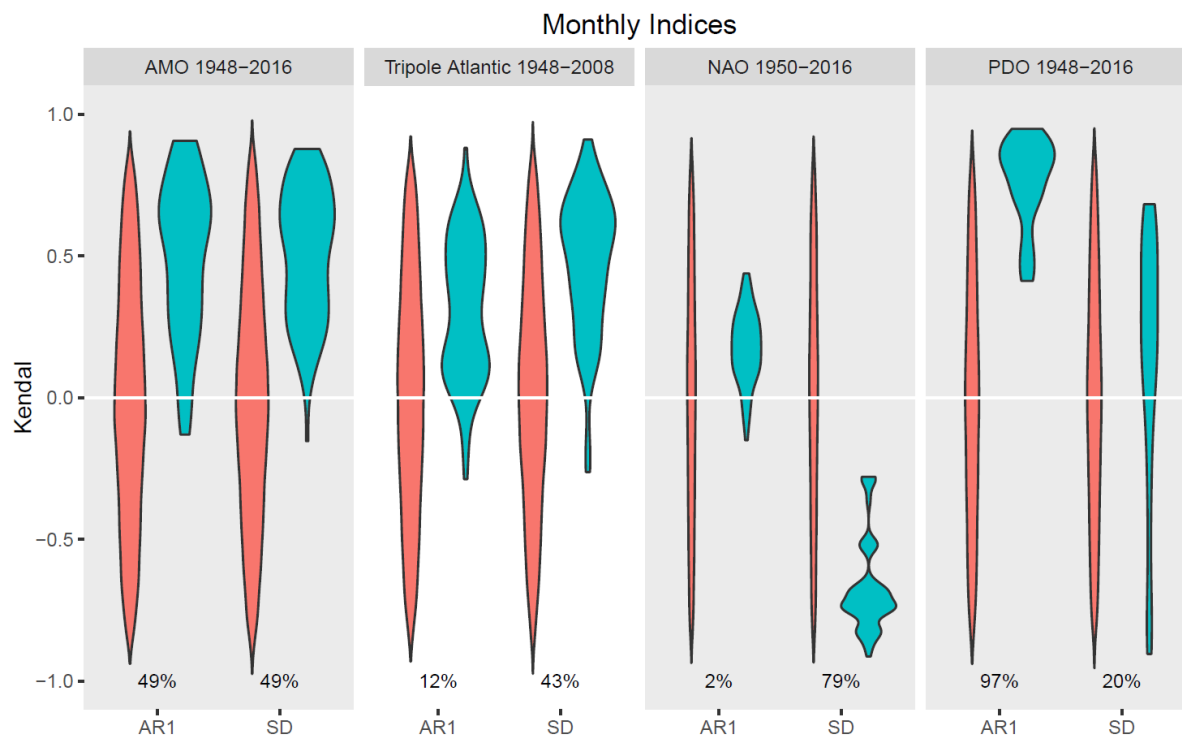 Monthly Indices
AMO 1948−2016 Tripole Atlantic 1948−2008 NAO 1950−2016 PDO 1948−2016
Kendal
1.0
0.5
0.0
−0.5
−1.0
49% 49% 12% 43% 2% 79% 97% 20%
AR1 SD AR1 SD AR1 SD AR1 SD